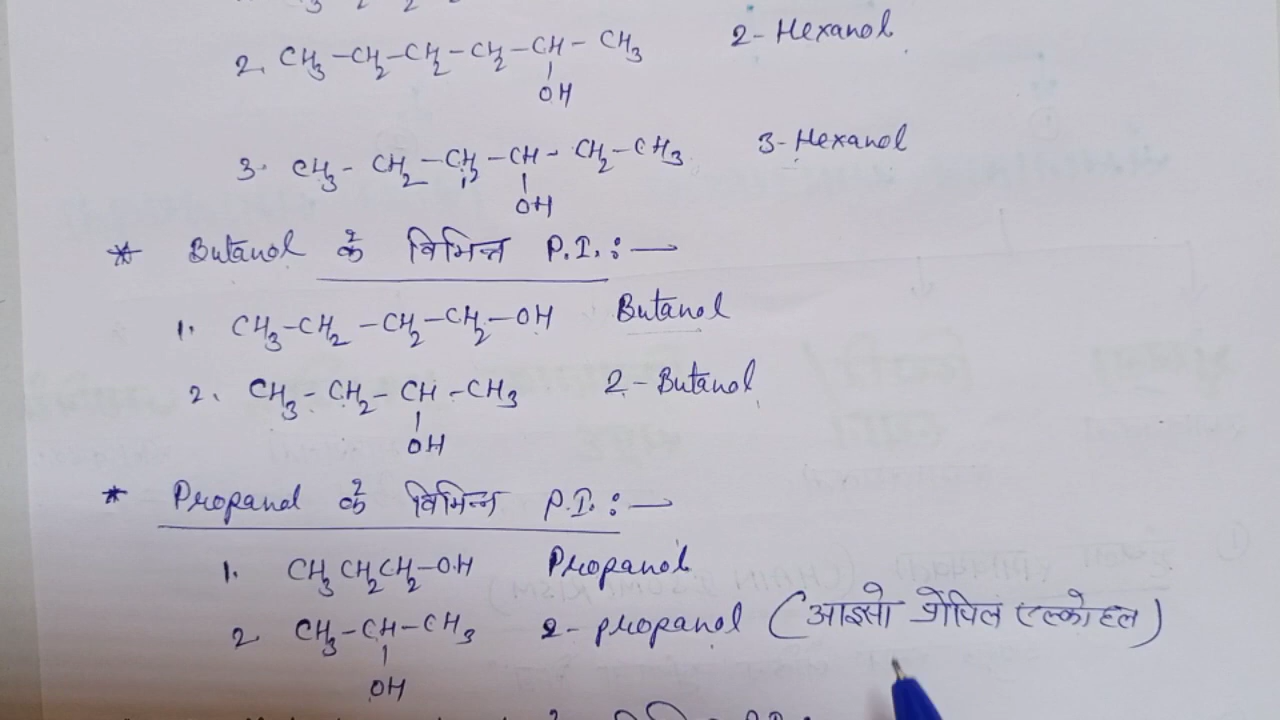 2. CH3-CH2-CH2-CH2-CH-CH3 2-Hexanol
OH
3. CH3-CH2-CH2-CH-CH2-CH3 3-Hexanol
OH
* Butanol के विभिन्न P.I.:—
1. CH3-CH2-CH2-CH2-OH Butanol
2. CH3-CH2-CH-CH3 2-Butanol
OH
* Propanol के विभिन्न P.I.:—
1. CH3CH2CH2-OH Propanol
2 CH3-CH-CH3 2-propanol (आइसो प्रोपिल एल्कोहल)
OH